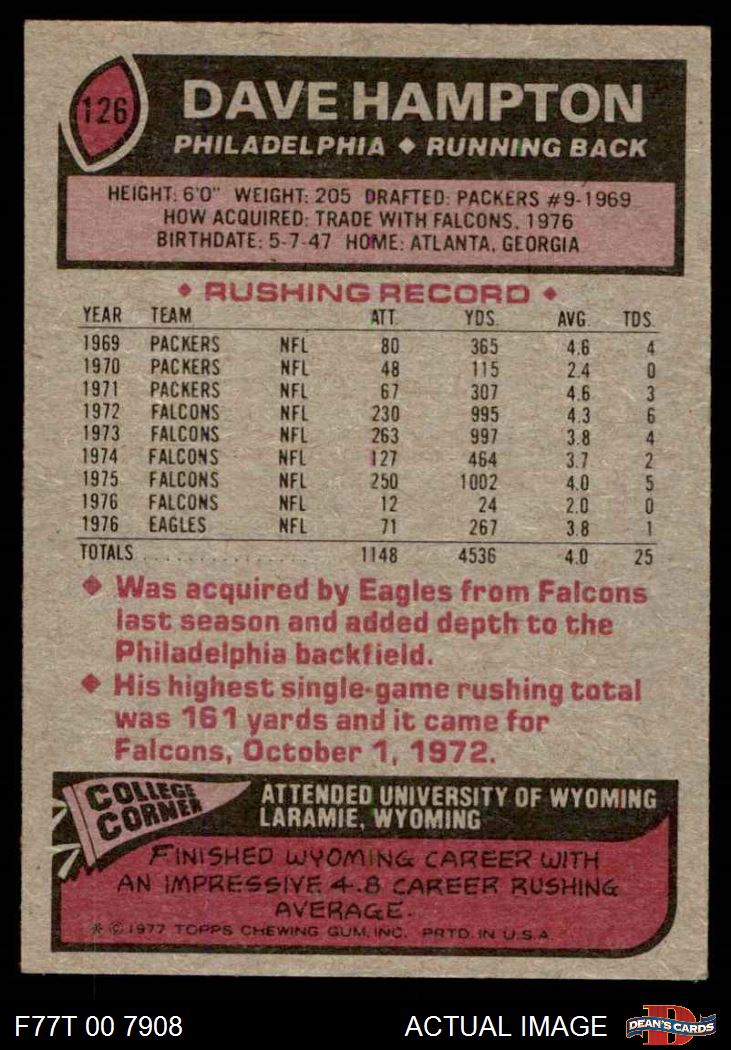 126
DAVE HAMPTON
PHILADELPHIA ◆ RUNNING BACK
HEIGHT: 6'0" WEIGHT: 205 DRAFTED: PACKERS #9-1969
HOW ACQUIRED: TRADE WITH FALCONS, 1976
BIRTHDATE: 5-7-47 HOME: ATLANTA, GEORGIA
◆ RUSHING RECORD ◆
YEAR TEAM ATT. YDS. AVG. TDS.
1969 PACKERS NFL 80 365 4.6 4
1970 PACKERS NFL 48 115 2.4 0
1971 PACKERS NFL 67 307 4.6 3
1972 FALCONS NFL 230 995 4.3 6
1973 FALCONS NFL 263 997 3.8 4
1974 FALCONS NFL 127 464 3.7 2
1975 FALCONS NFL 250 1002 4.0 5
1976 FALCONS NFL 12 24 2.0 0
1976 EAGLES NFL 71 267 3.8 1
TOTALS . . . . . . . . . . . . . . . . . 1148 4536 4.0 25
◆ Was acquired by Eagles from Falcons
last season and added depth to the
Philadelphia backfield.
◆ His highest single-game rushing total
was 161 yards and it came for
Falcons, October 1, 1972.
COLLEGE
CORNER
ATTENDED UNIVERSITY OF WYOMING
LARAMIE, WYOMING
FINISHED WYOMING CAREER WITH
AN IMPRESSIVE 4.8 CAREER RUSHING
AVERAGE.
* © 1977 TOPPS CHEWING GUM, INC. PRTD. IN U.S.A.
F77T 00 7908
ACTUAL IMAGE
D
DEAN'S CARDS